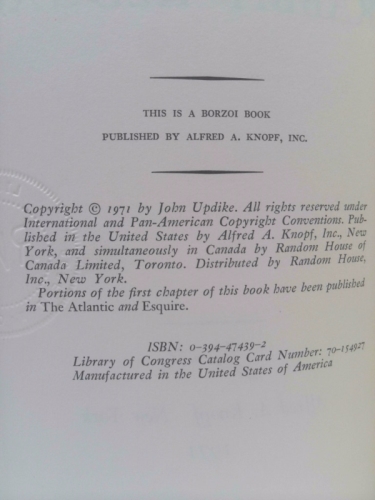 THIS IS A BORZOI BOOK
PUBLISHED BY ALFRED A. KNOPF, INC.
Copyright © 1971 by John Updike. All rights reserved under
International and Pan-American Copyright Conventions. Pub-
lished in the United States by Alfred A. Knopf, Inc., New
York, and simultaneously in Canada by Random House of
Canada Limited, Toronto. Distributed by Random House,
Inc., New York.
Portions of the first chapter of this book have been published
in The Atlantic and Esquire.
ISBN: 0-394-47439-2
Library of Congress Catalog Card Number: 70-154927
Manufactured in the United States of America